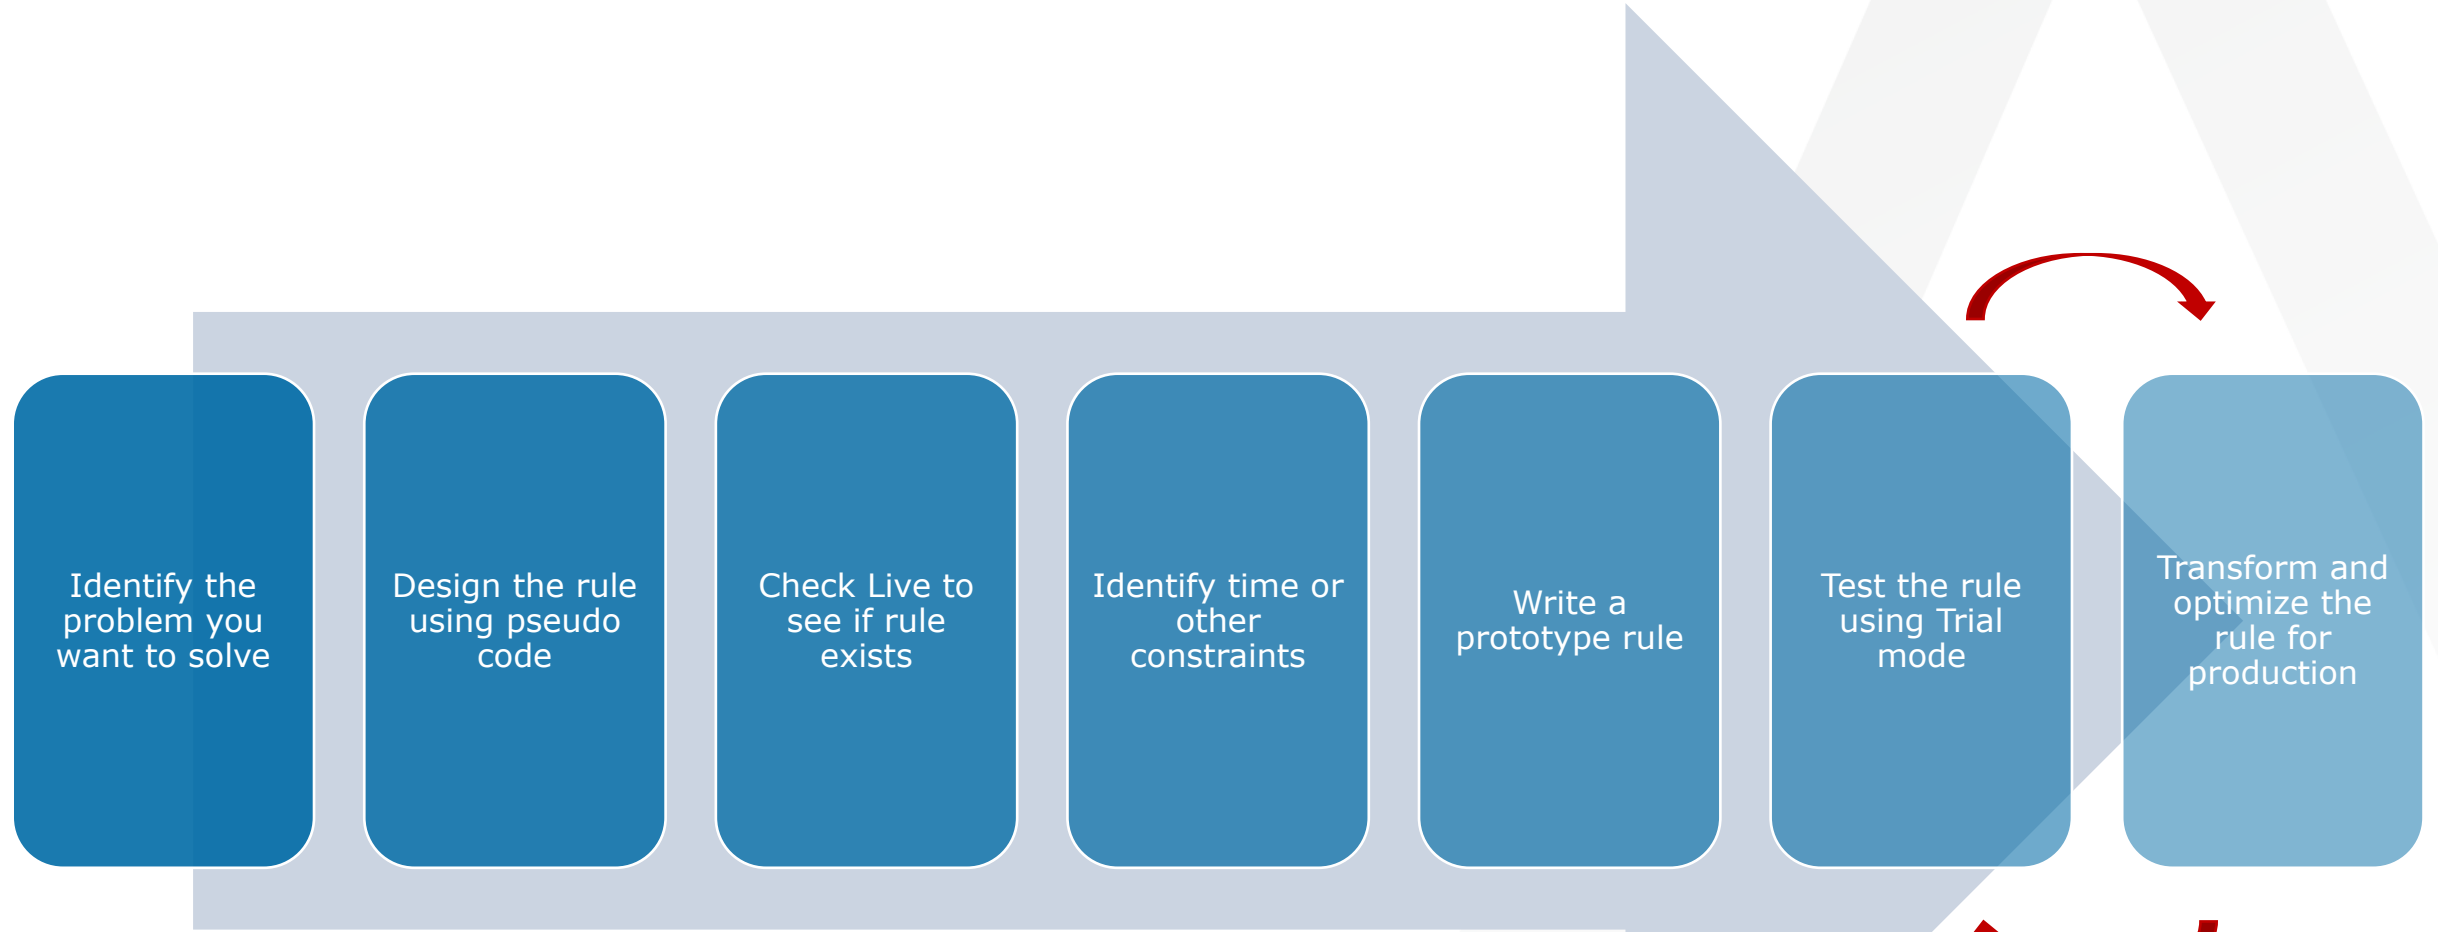 Identify the
problem you
want to solve
Design the rule
using pseudo
code
Check Live to
see if rule
exists
Identify time or
other
constraints
Write a
prototype rule
Test the rule
using Trial
mode
Transform and
optimize the
rule for
production